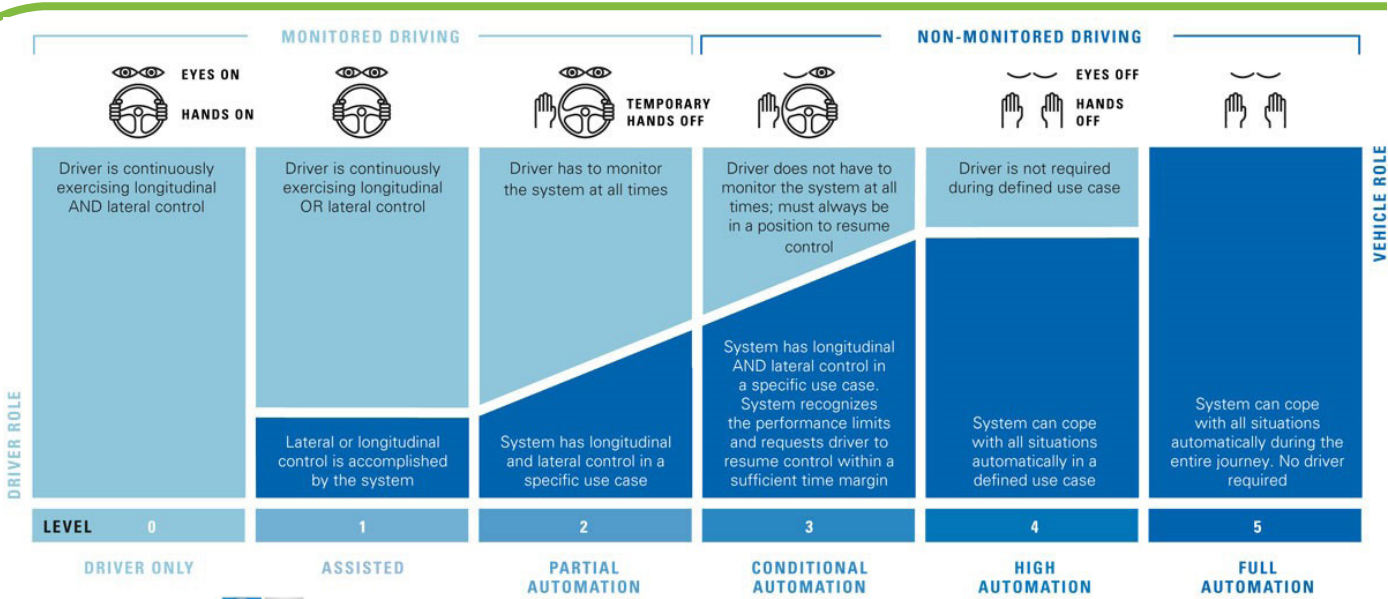 MONITORED DRIVING
NON-MONITORED DRIVING
EYES ON
HANDS ON
TEMPORARY
HANDS OFF
EYES OFF
HANDS
OFF
Driver is continuously
exercising longitudinal
AND lateral control
Driver is continuously
exercising longitudinal
OR lateral control
Driver has to monitor
the system at all times
Driver does not have to
monitor the system at all
times; must always be
in a position to resume
control
Driver is not required
during defined use case
VEHICLE ROLE
DRIVER ROLE
Lateral or longitudinal
control is accomplished
by the system
System has longitudinal
and lateral control in a
specific use case
System has longitudinal
AND lateral control in
a specific use case.
System recognizes
the performance limits
and requests driver to
resume control within a
sufficient time margin
System can cope
with all situations
automatically in a
defined use case
System can cope
with all situations
automatically during the
entire journey. No driver
required
LEVEL 0 1 2 3 4 5
DRIVER ONLY
ASSISTED
PARTIAL
AUTOMATION
CONDITIONAL
AUTOMATION
HIGH
AUTOMATION
FULL
AUTOMATION